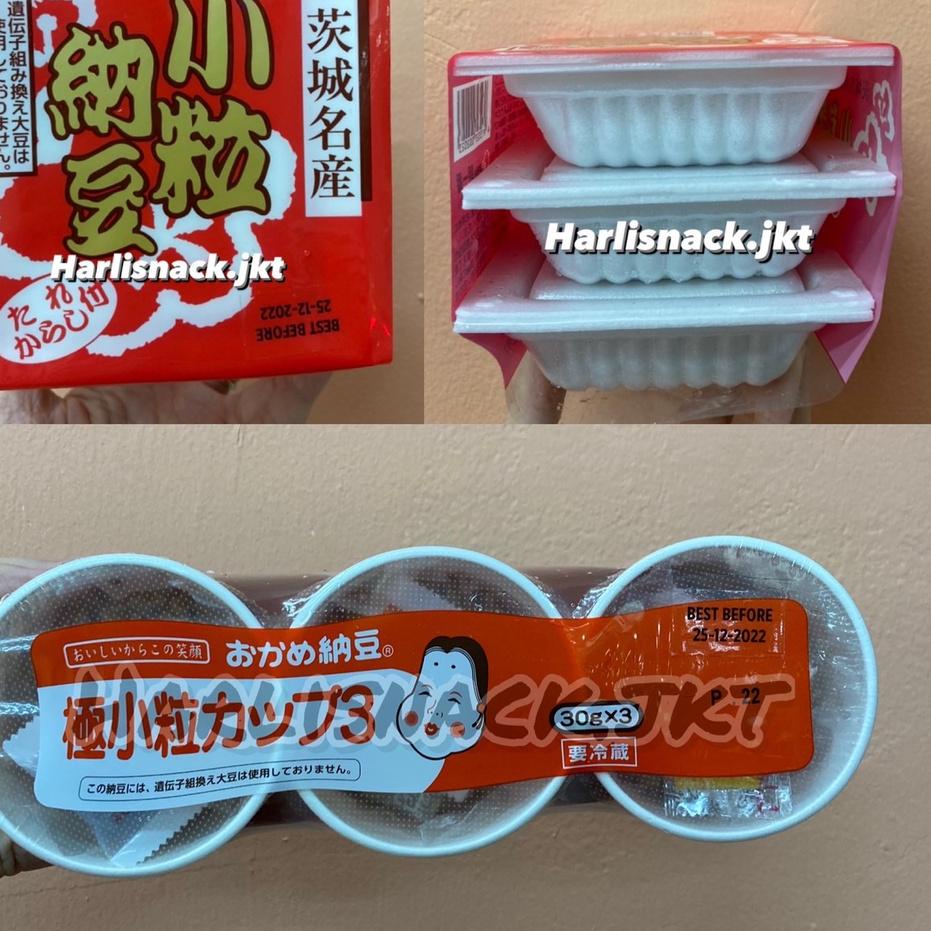 茨城名産
小粒
納豆
遺伝子組み換え大豆は
使用しておりません。
Harlisnack.jkt
たれ
からし付
BEST BEFORE
25-12-2022
Harlisnack.jkt
おいしいからこの笑顔
おかめ納豆®
極小粒カップ3
この納豆には、遺伝子組換え大豆は使用しておりません。
30g×3
要冷蔵
BEST BEFORE
25-12-2022
HARLISNACK.JKT